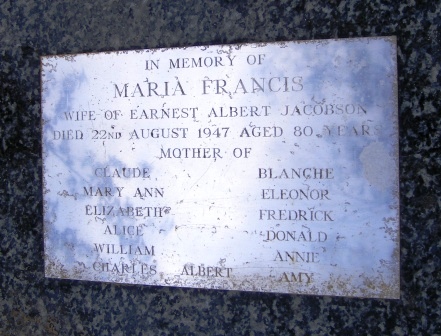 IN MEMORY OF
MARIA FRANCIS
WIFE OF EARNEST ALBERT JACOBSON
DIED 22ND AUGUST 1947 AGED 80 YEAR
MOTHER OF
CLAUDE BLANCHE
MARY ANN ELEONOR
ELIZABETH FREDRICK
ALICE DONALD
WILLIAM ANNIE
CHARLES ALBERT AMY